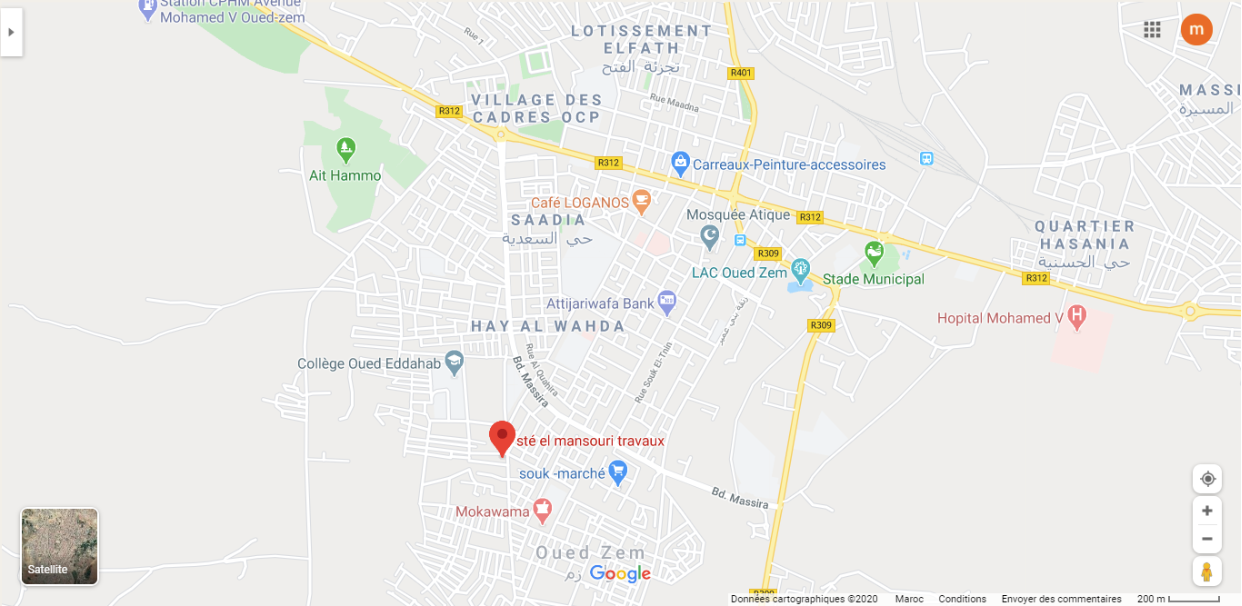 Station CPHM Avenue
Mohamed V Oued-zem
Rue T
LOTISSEMENT
ELFATH
تجزئة الفتح
R401
m
MASSI
المسيرة
VILLAGE DES
CADRES OCP
Rue Maadna
R312
R312
Ait Hammo
Carreaux-Peinture-accessoires
Café LOGANOS
SAADIA
حي السعدية
Mosquée Atique
R312
R309
QUARTIER
HASANIA
حي الحسنية
R312
LAC Oued Zem
Stade Municipal
Attijariwafa Bank
Hopital Mohamed V
R309
HAY AL WAHDA
Collège Oued Eddahab
Rue Al Quahira
Bd. Massira
Rue Souk El-Tnin
sté el mansouri travaux
souk -marché
Bd. Massira
Mokawama
Oued Zem
زم
Google
Satellite
R309
Données cartographiques ©2020
Maroc
Conditions
Envoyer des commentaires
200 m